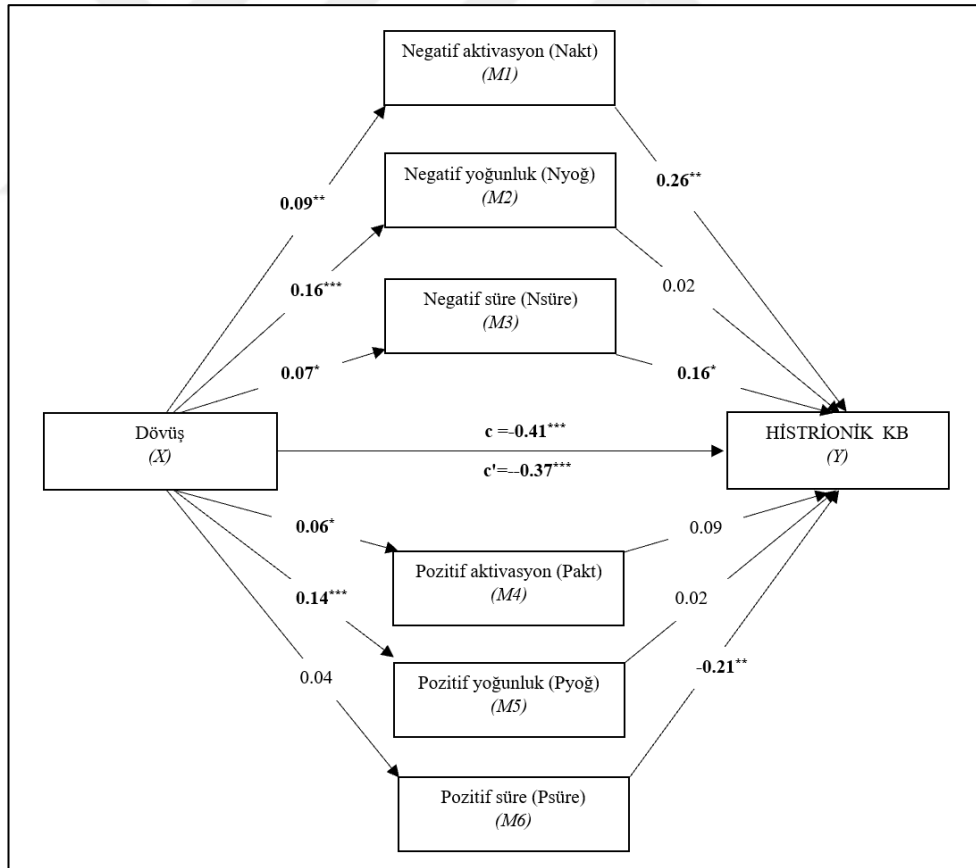 Negatif aktivasyon (Nakt)
(M1)
0.26**
0.09**
Negatif yoğunluk (Nyoğ)
(M2)
0.16***
0.02
Negatif süre (Nsüre)
(M3)
0.07*
0.16*
Dövüş
(X)
c =-0.41***
c'=--0.37***
HİSTRİONİK KB
(Y)
0.06*
0.09
Pozitif aktivasyon (Pakt)
(M4)
0.14***
0.02
Pozitif yoğunluk (Pyoğ)
(M5)
0.04
-0.21**
Pozitif süre (Psüre)
(M6)